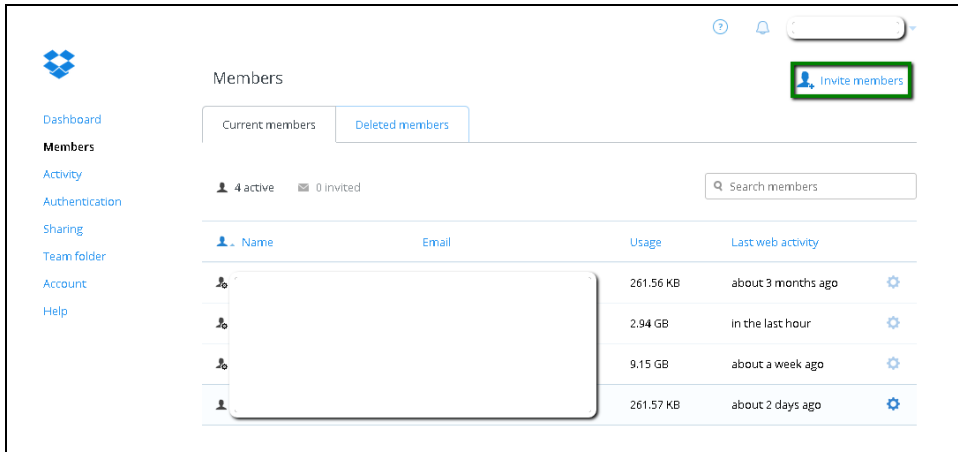 ?
Members
Invite members
Dashboard
Members
Activity
Authentication
Sharing
Team folder
Account
Help
Current members
Deleted members
4 active
0 invited
Search members
Name Email Usage Last web activity
261.56 KB about 3 months ago
2.94 GB in the last hour
9.15 GB about a week ago
261.57 KB about 2 days ago